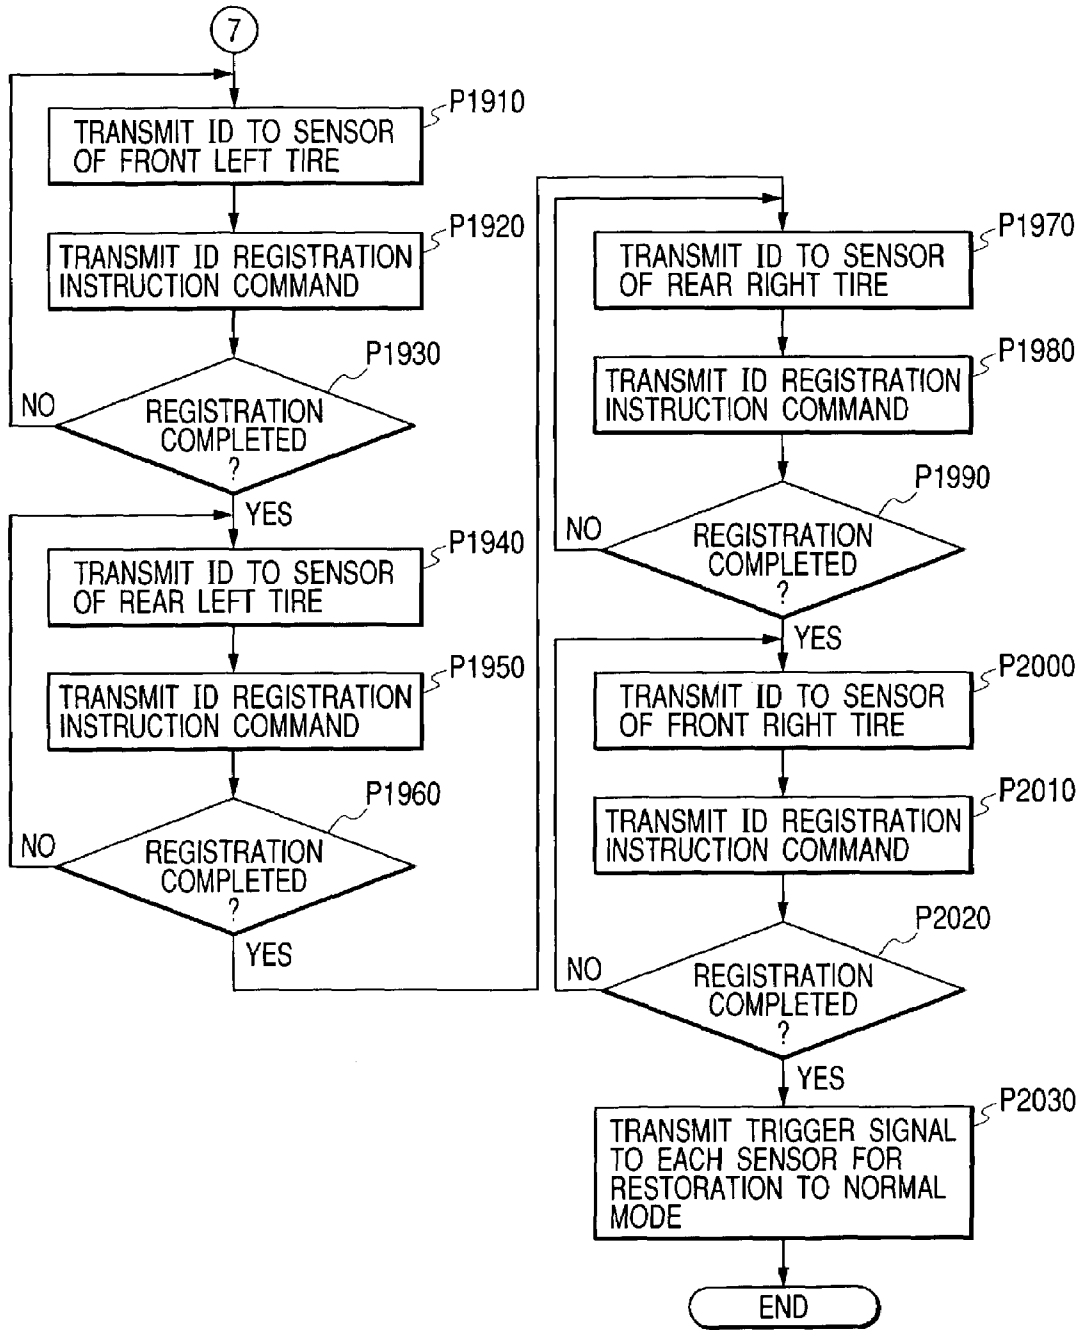 7
P1910
TRANSMIT ID TO SENSOR
OF FRONT LEFT TIRE
P1920
TRANSMIT ID REGISTRATION
INSTRUCTION COMMAND
P1930
NO
REGISTRATION
COMPLETED
?
YES
P1940
TRANSMIT ID TO SENSOR
OF REAR LEFT TIRE
P1950
TRANSMIT ID REGISTRATION
INSTRUCTION COMMAND
P1960
NO
REGISTRATION
COMPLETED
?
YES
P1970
TRANSMIT ID TO SENSOR
OF REAR RIGHT TIRE
P1980
TRANSMIT ID REGISTRATION
INSTRUCTION COMMAND
P1990
NO
REGISTRATION
COMPLETED
?
YES
P2000
TRANSMIT ID TO SENSOR
OF FRONT RIGHT TIRE
P2010
TRANSMIT ID REGISTRATION
INSTRUCTION COMMAND
P2020
NO
REGISTRATION
COMPLETED
?
YES
P2030
TRANSMIT TRIGGER SIGNAL
TO EACH SENSOR FOR
RESTORATION TO NORMAL
MODE
END